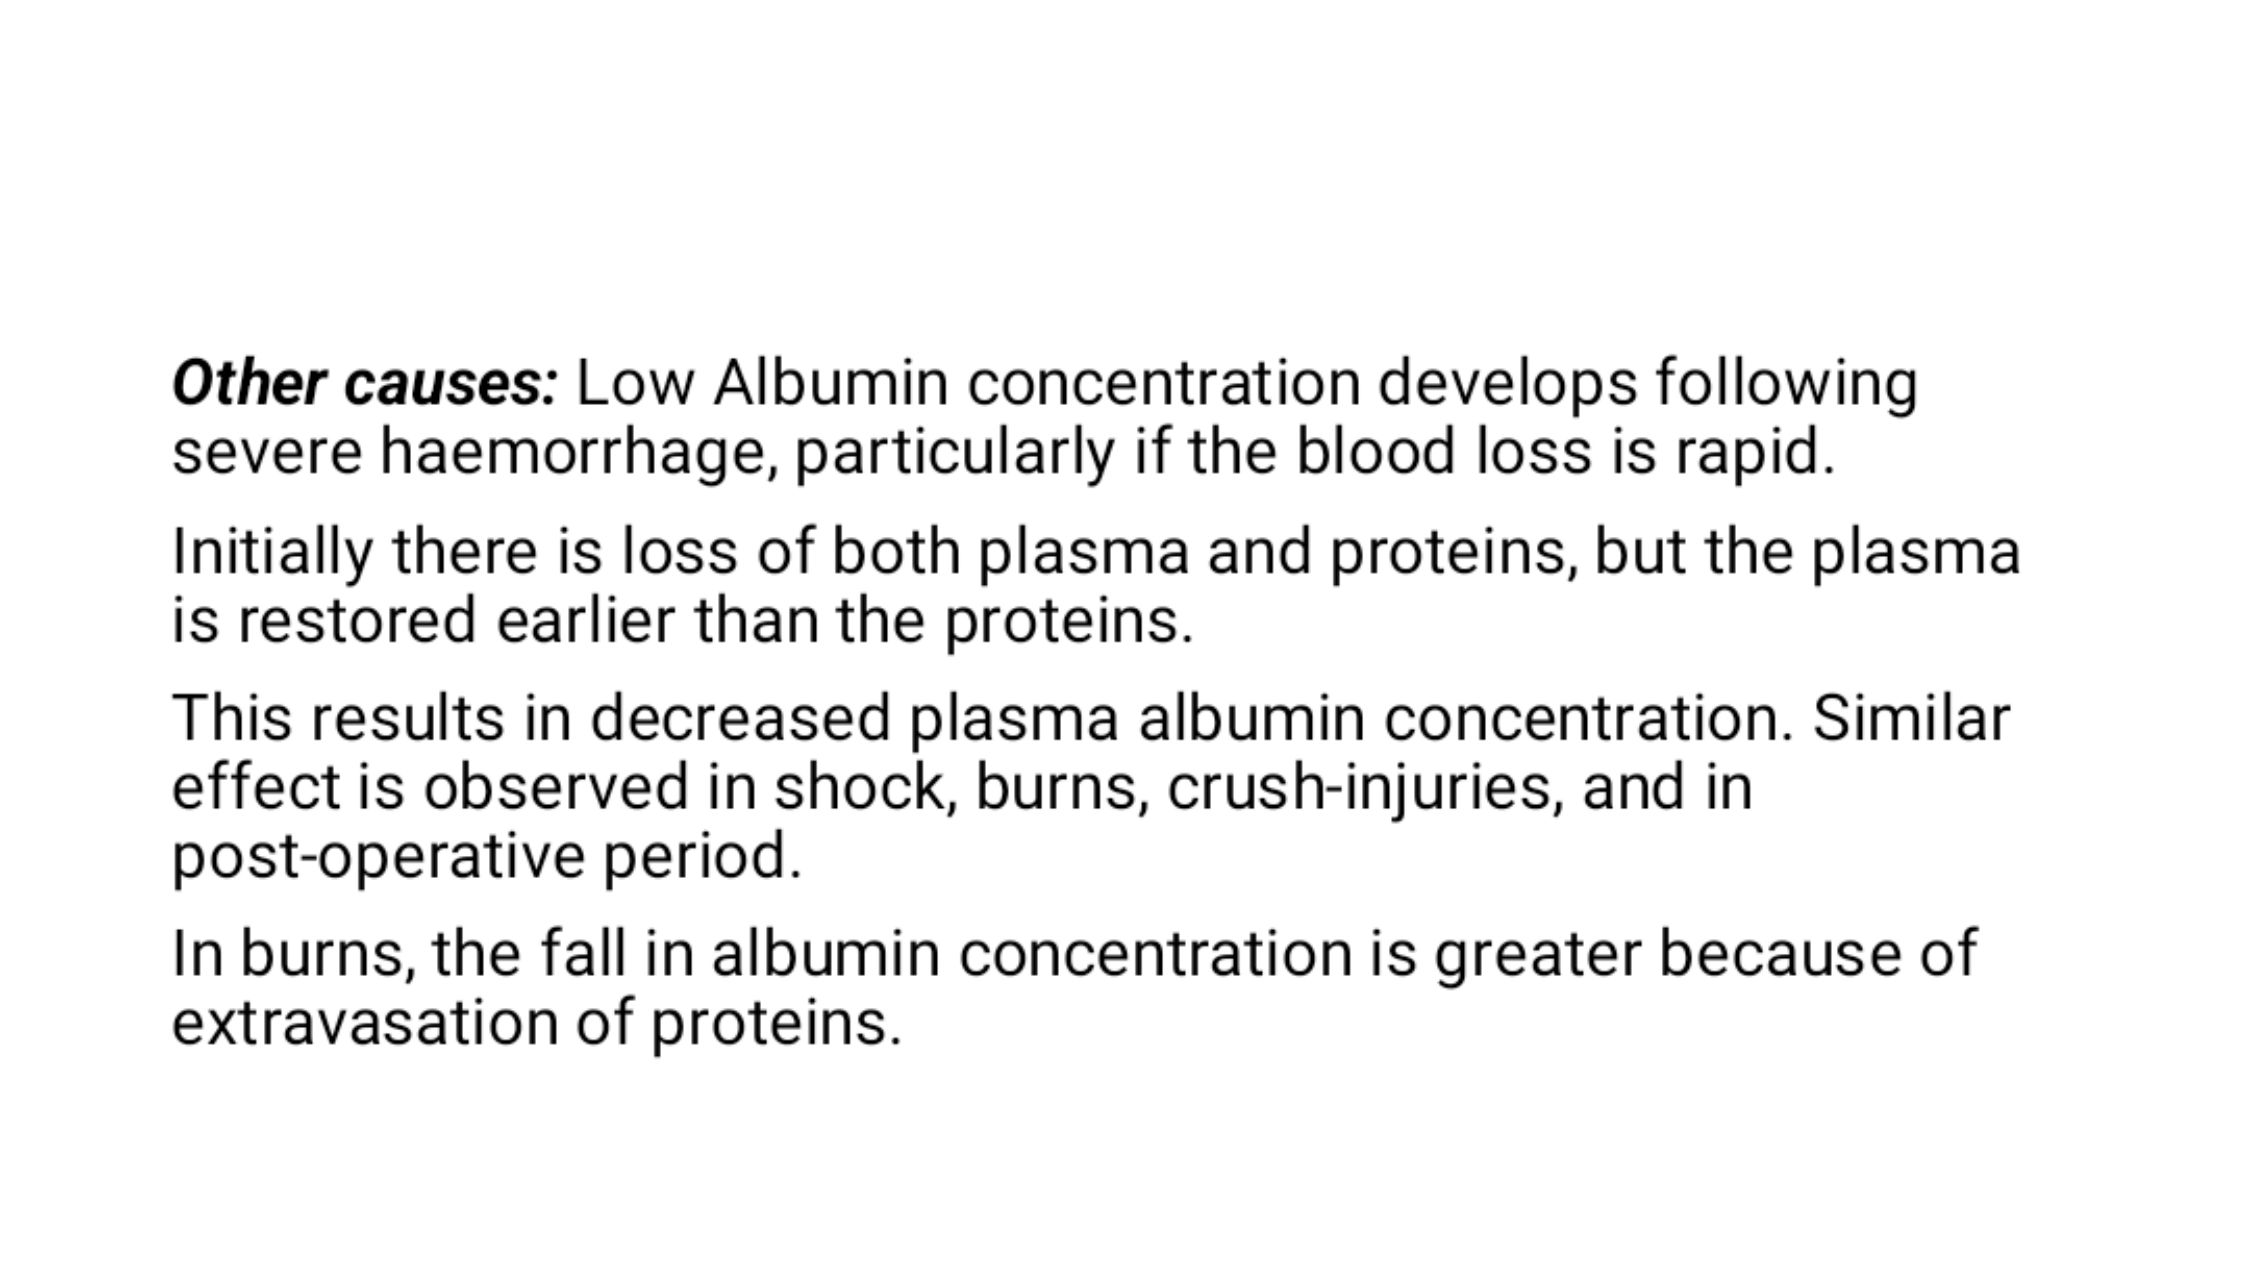 Other causes: Low Albumin concentration develops following
severe haemorrhage, particularly if the blood loss is rapid.
Initially there is loss of both plasma and proteins, but the plasma
is restored earlier than the proteins.
This results in decreased plasma albumin concentration. Similar
effect is observed in shock, burns, crush-injuries, and in
post-operative period.
In burns, the fall in albumin concentration is greater because of
extravasation of proteins.